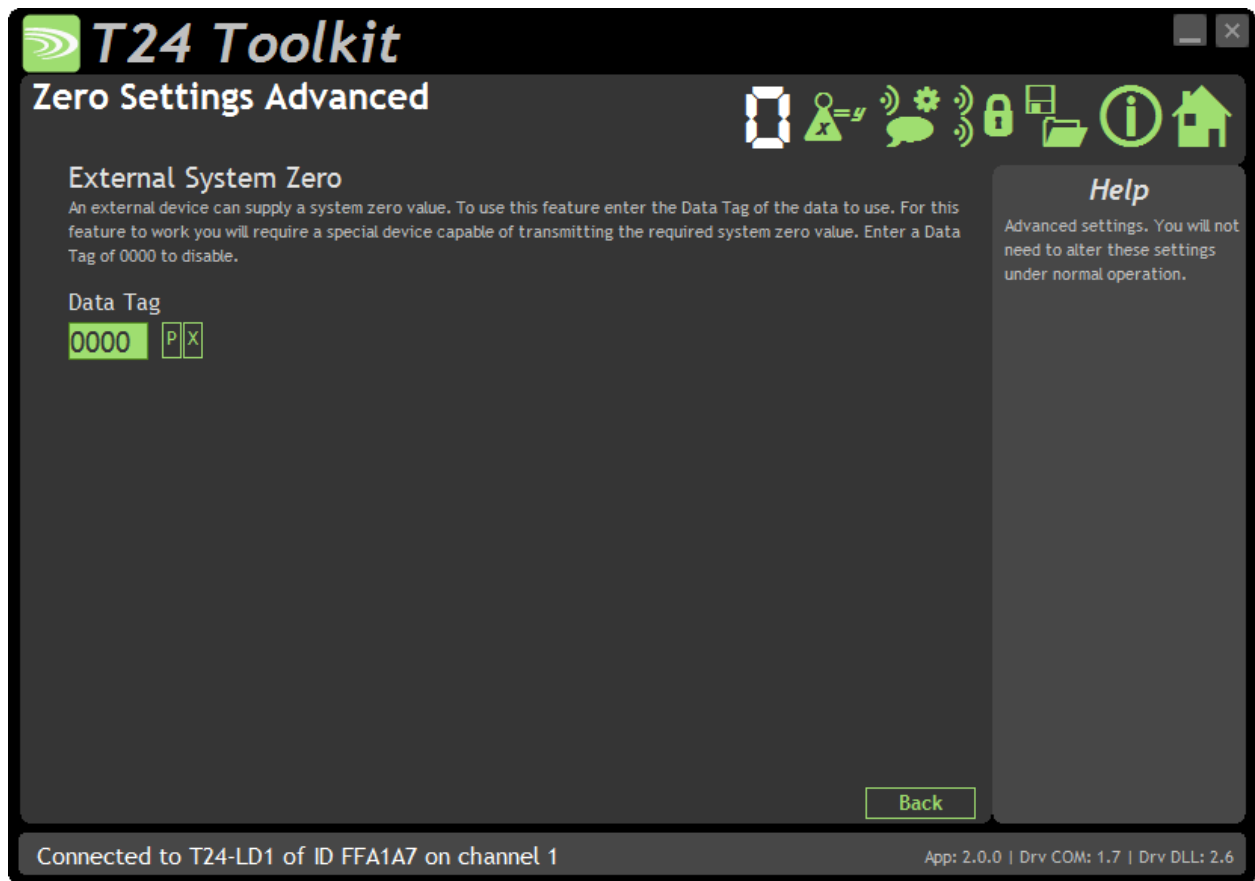 T24 Toolkit
Zero Settings Advanced
0
x=y
External System Zero
An external device can supply a system zero value. To use this feature enter the Data Tag of the data to use. For this
feature to work you will require a special device capable of transmitting the required system zero value. Enter a Data
Tag of 0000 to disable.
Data Tag
0000 P X
Back
Help
Advanced settings. You will not
need to alter these settings
under normal operation.
Connected to T24-LD1 of ID FFA1A7 on channel 1
App: 2.0.0 | Drv COM: 1.7 | Drv DLL: 2.6